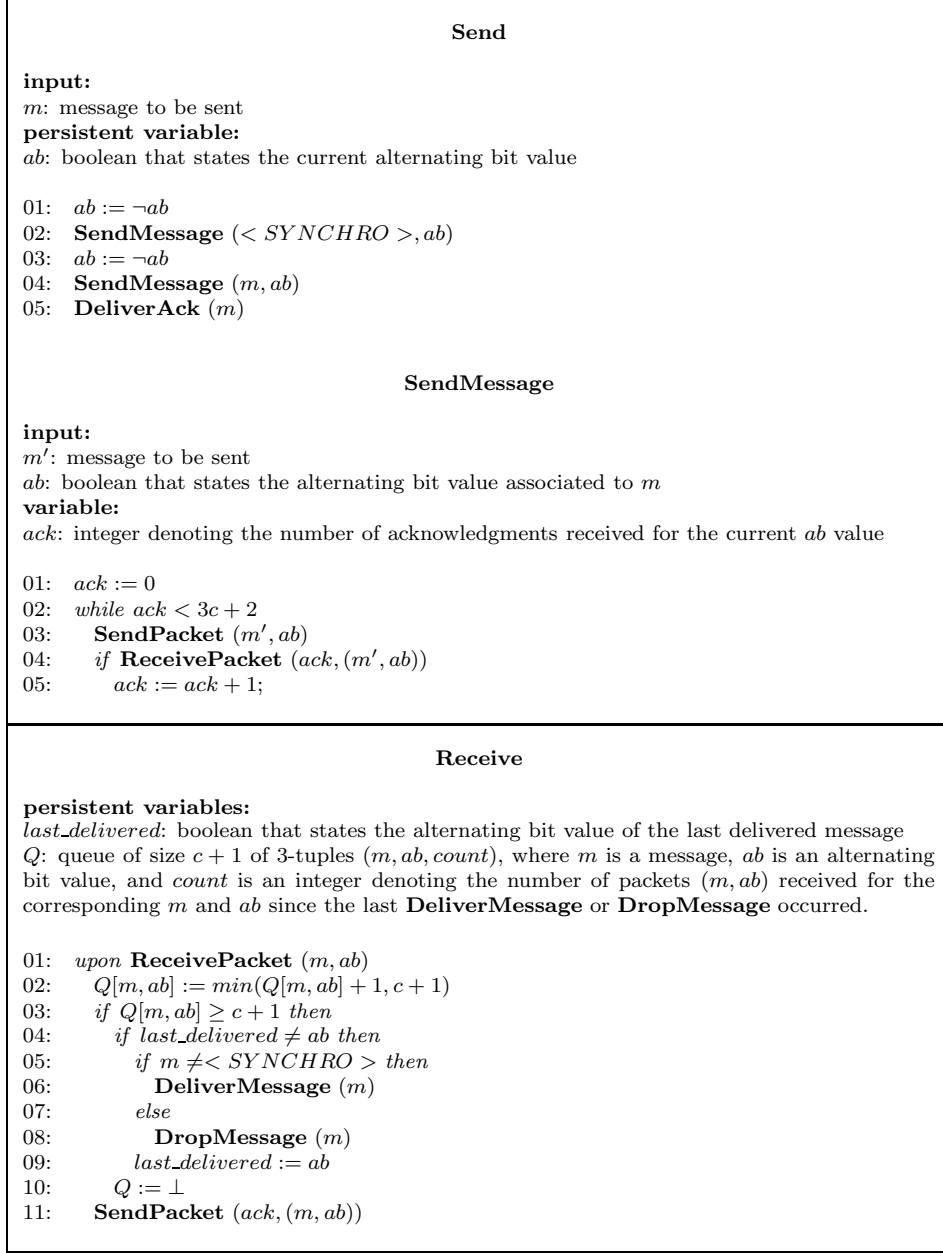 Send
input:
m: message to be sent
persistent variable:
ab: boolean that states the current alternating bit value
01: ab := ¬ab
02: SendMessage (< SYNCHRO >, ab)
03: ab := ¬ab
04: SendMessage (m, ab)
05: DeliverAck (m)
SendMessage
input:
m′: message to be sent
ab: boolean that states the alternating bit value associated to m
variable:
ack: integer denoting the number of acknowledgments received for the current ab value
01: ack := 0
02: while ack < 3c + 2
03: SendPacket (m′, ab)
04: if ReceivePacket (ack, (m′, ab))
05: ack := ack + 1;
Receive
persistent variables:
last_delivered: boolean that states the alternating bit value of the last delivered message
Q: queue of size c + 1 of 3-tuples (m, ab, count), where m is a message, ab is an alternating
bit value, and count is an integer denoting the number of packets (m, ab) received for the
corresponding m and ab since the last DeliverMessage or DropMessage occurred.
01: upon ReceivePacket (m, ab)
02: Q[m, ab] := min(Q[m, ab] + 1, c + 1)
03: if Q[m, ab] ≥ c + 1 then
04: if last_delivered ≠ ab then
05: if m ≠< SYNCHRO > then
06: DeliverMessage (m)
07: else
08: DropMessage (m)
09: last_delivered := ab
10: Q := ⊥
11: SendPacket (ack, (m, ab))